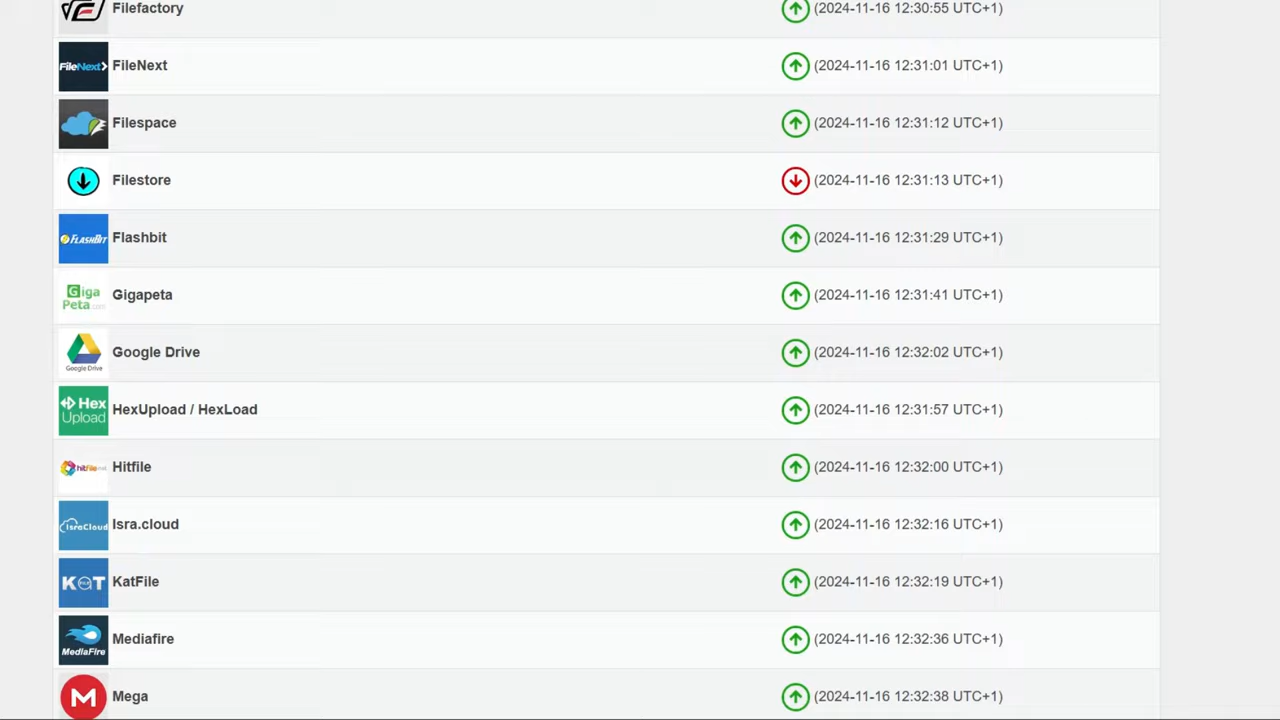 Filefactory (2024-11-16 12:30:55 UTC+1)
FileNext FileNext (2024-11-16 12:31:01 UTC+1)
Filespace (2024-11-16 12:31:12 UTC+1)
Filestore (2024-11-16 12:31:13 UTC+1)
FLASHBIT Flashbit (2024-11-16 12:31:29 UTC+1)
Giga
Peta.com
Gigapeta (2024-11-16 12:31:41 UTC+1)
Google Drive
Google Drive (2024-11-16 12:32:02 UTC+1)
Hex
Upload
HexUpload / HexLoad (2024-11-16 12:31:57 UTC+1)
hitfile.net Hitfile (2024-11-16 12:32:00 UTC+1)
IsraCloud Isra.cloud (2024-11-16 12:32:16 UTC+1)
KAT FILE KatFile (2024-11-16 12:32:19 UTC+1)
MediaFire
Mediafire (2024-11-16 12:32:36 UTC+1)
M Mega (2024-11-16 12:32:38 UTC+1)